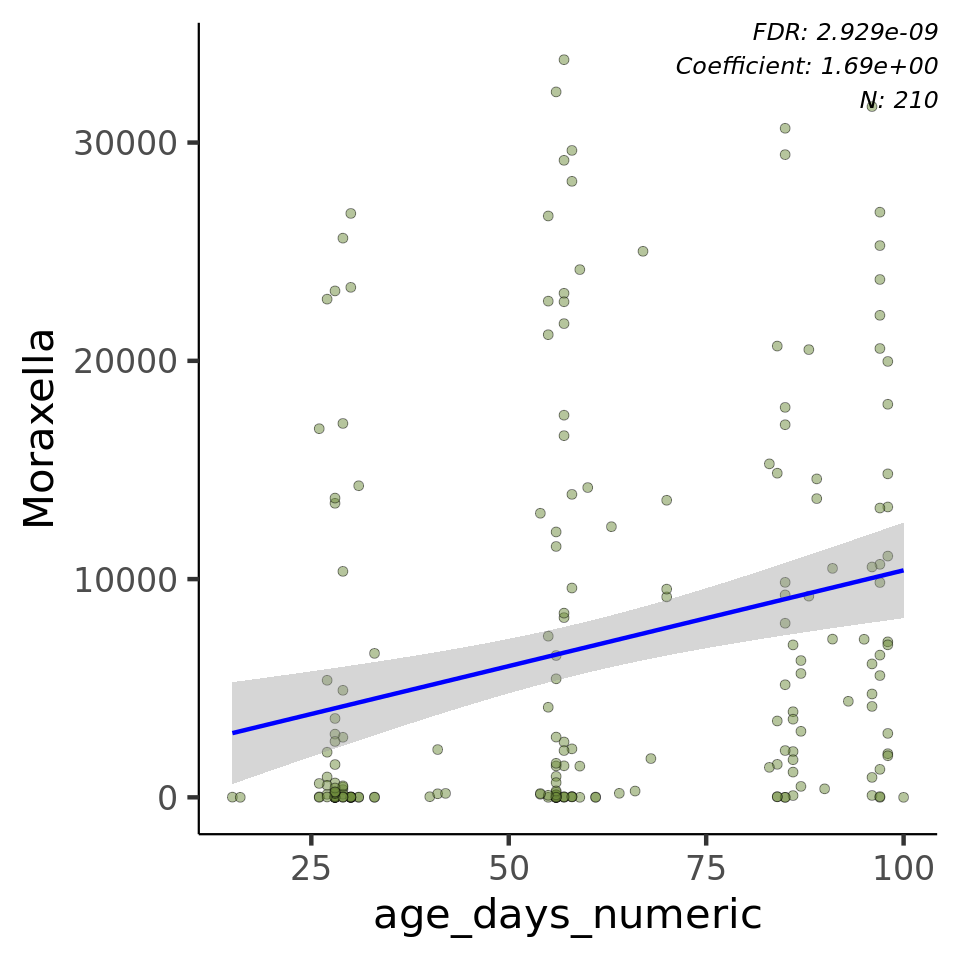 FDR: 2.929e-09
Coefficient: 1.69e+00
N: 210
Moraxella
30000
20000
10000
0
25 50 75 100
age_days_numeric